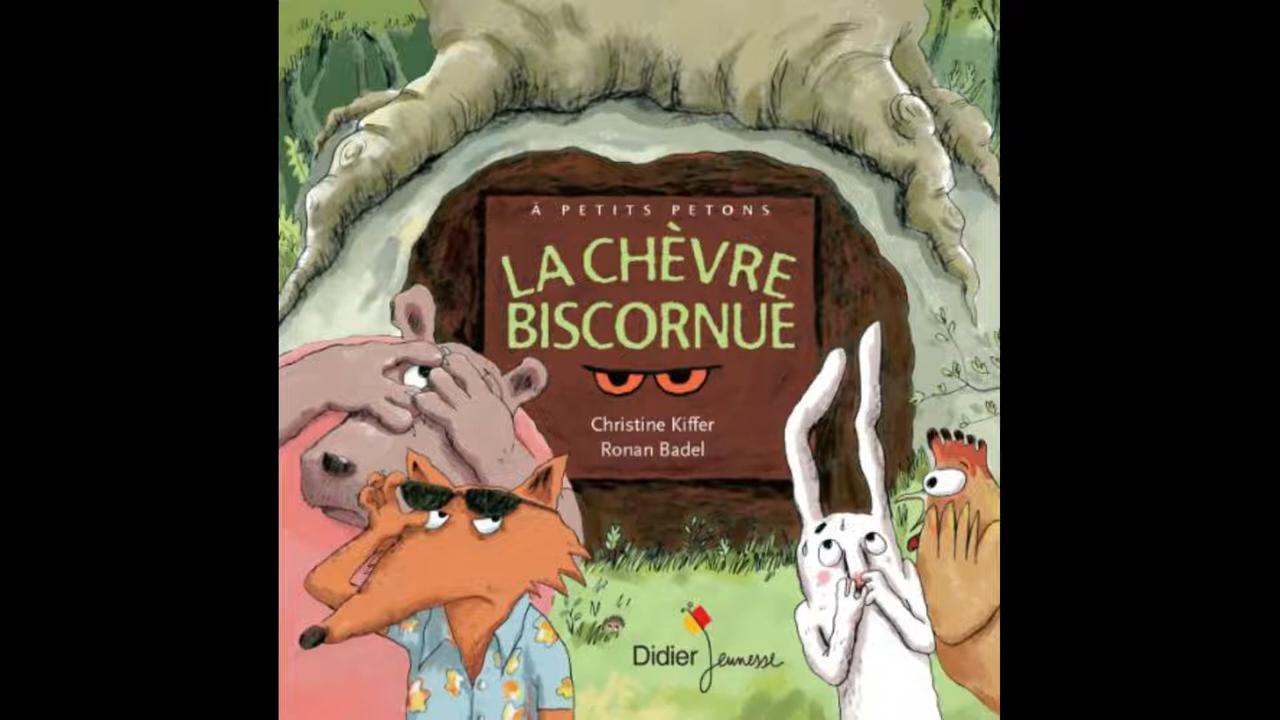 À PETITS PETONS
LA CHÈVRE
BISCORNUE
Christine Kiffer
Ronan Badel
Didier Jeunesse